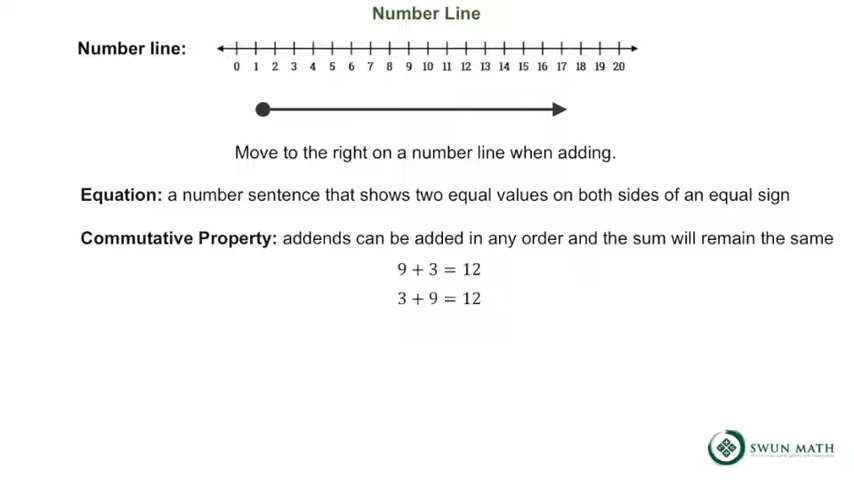 Number Line
Number line:
0 1 2 3 4 5 6 7 8 9 10 11 12 13 14 15 16 17 18 19 20
Move to the right on a number line when adding.
Equation: a number sentence that shows two equal values on both sides of an equal sign
Commutative Property: addends can be added in any order and the sum will remain the same
9 + 3 = 12
3 + 9 = 12
SWUN MATH